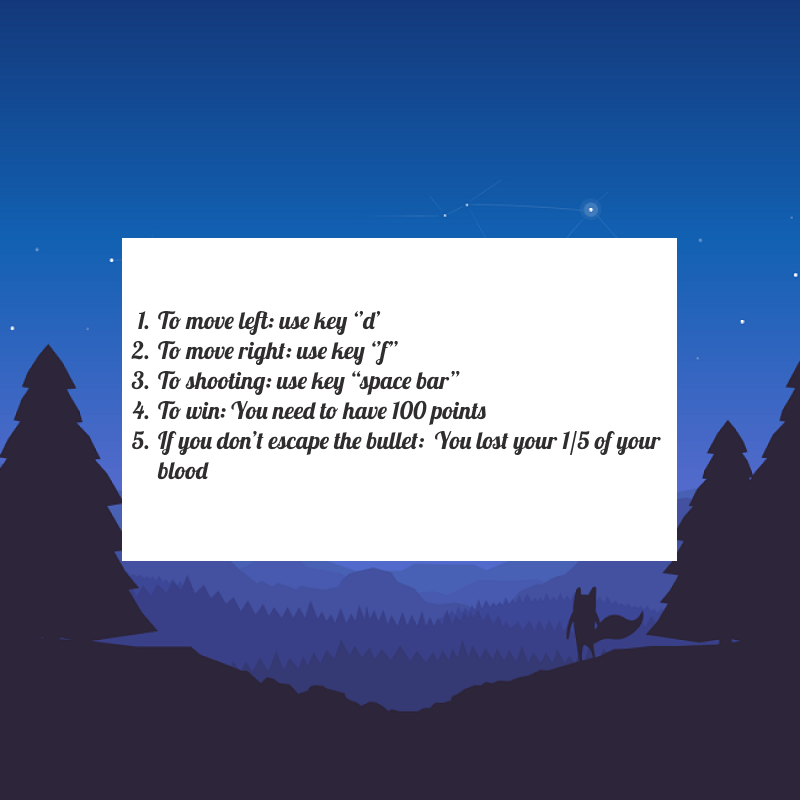 1. To move left: use key ‘’d’
2. To move right: use key ‘’f’’
3. To shooting: use key “space bar”
4. To win: You need to have 100 points
5. If you don’t escape the bullet:  You lost your 1/5 of your
blood